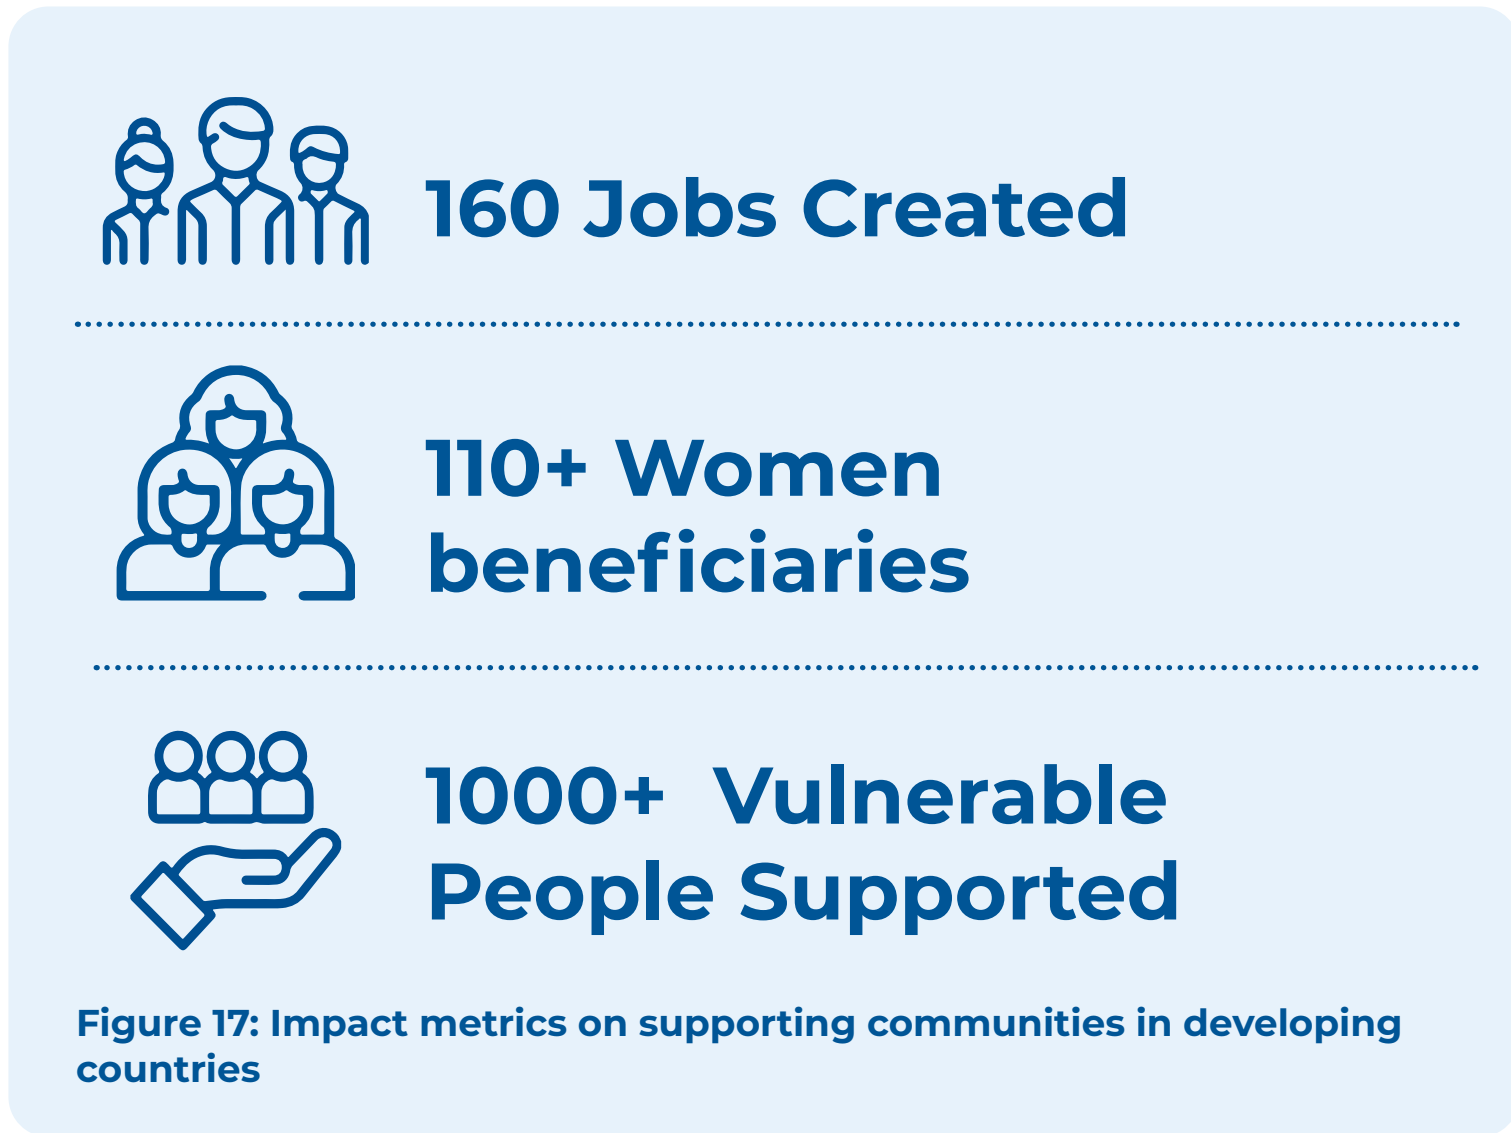 160 Jobs Created
110+ Women
beneficiaries
1000+  Vulnerable
People Supported
Figure 17: Impact metrics on supporting communities in developing
countries